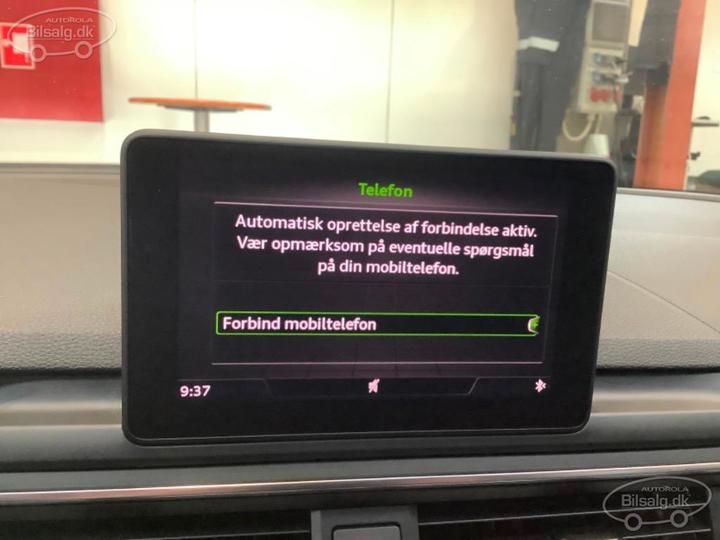 AUTOROLA
Bilsalg.dk
Telefon
Automatisk oprettelse af forbindelse aktiv.
Vær opmærksom på eventuelle spørgsmål
på din mobiltelefon.
Forbind mobiltelefon
9:37
AUTOROLA
Bilsalg.dk